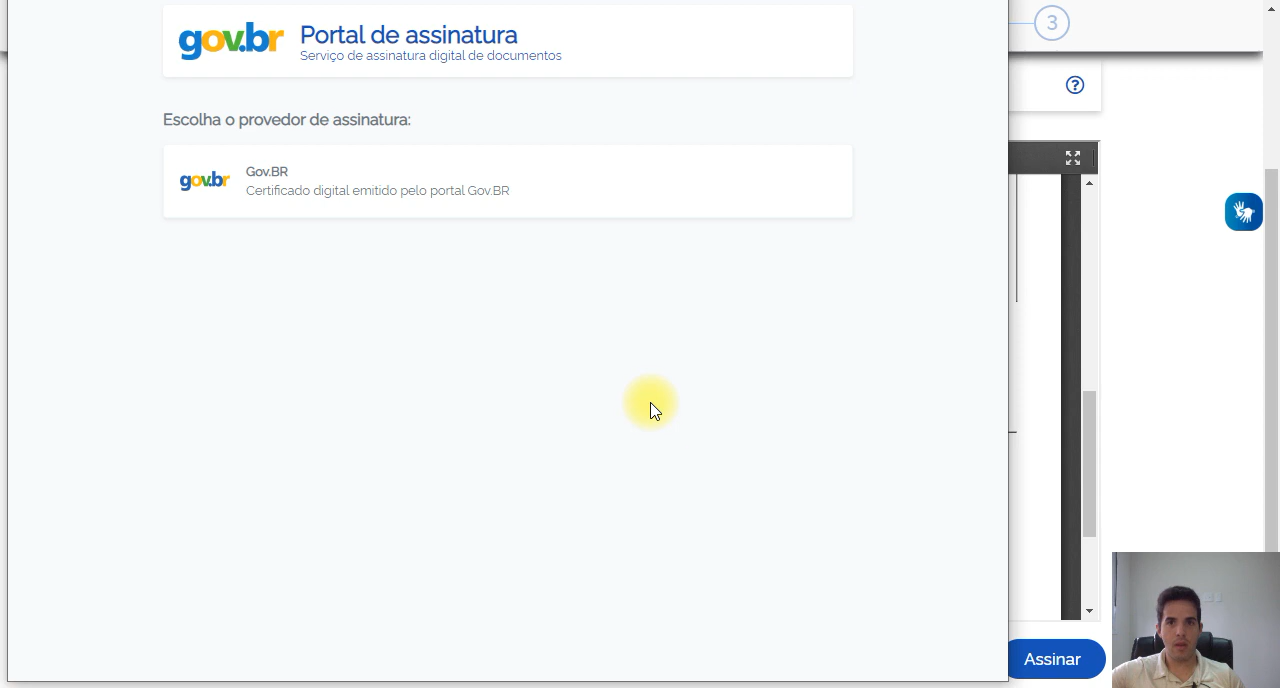 gov.br
Portal de assinatura
Serviço de assinatura digital de documentos
3
?
Escolha o provedor de assinatura:
gov.br
Gov.BR
Certificado digital emitido pelo portal Gov.BR
Assinar